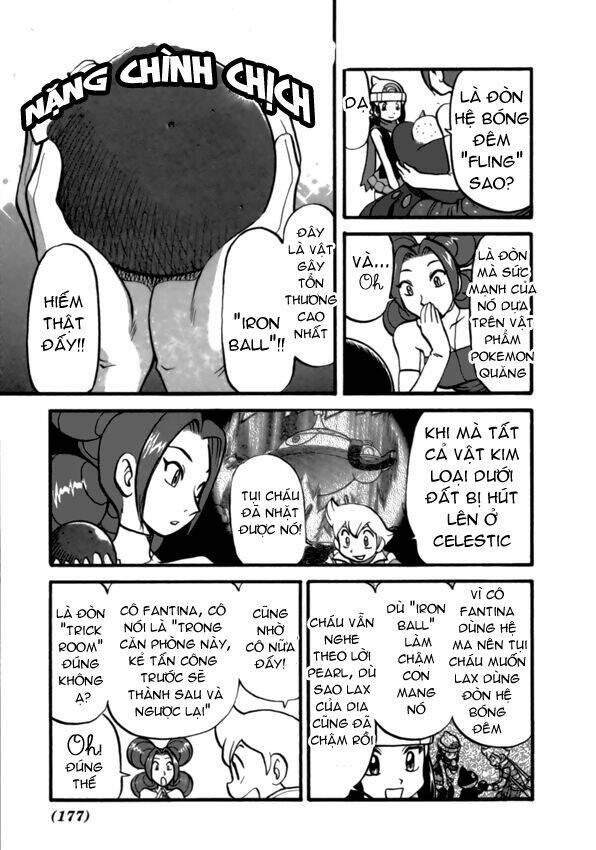 LÀ ĐÒN
HỆ BÓNG
ĐÊM
"FLING"
SAO?
DẠ
LÀ ĐÒN
MÀ SỨC
MẠNH CỦA
NÓ DỰA
TRÊN VẬT
PHẨM
POKEMON
QUĂNG
VÀ...
Oh
NẶNG CHÌNH CHỊCH
ĐÂY
LÀ VẬT
GÂY
TỔN
THƯƠNG
CAO
NHẤT
"IRON
BALL"!!
HIẾM
THẬT
ĐẤY!!
KHI MÀ TẤT
CẢ VẬT KIM
LOẠI DƯỚI
ĐẤT BỊ HÚT
LÊN Ở
CELESTIC
TỤI CHÁU
ĐÃ NHẶT
ĐƯỢC NÓ!
VÌ CÔ
FANTINA
DÙNG HỆ
MA NÊN TỤI
CHÁU MUỐN
LAX DÙNG
ĐÒN HỆ
BÓNG
ĐÊM
DÙ "IRON
BALL"
LÀM
CHẬM
CON
MANG
NÓ
CHÁU VẪN
NGHE
THEO LỜI
PEARL, DÙ
SAO LAX
CỦA DIA
CŨNG ĐÃ
CHẬM RỒI!
CŨNG
NHỜ
CÔ NỮA
ĐẤY!
CÔ FANTINA, CÔ
NÓI LÀ "TRONG
CĂN PHÒNG NÀY,
KẺ TẤN CÔNG
TRƯỚC SẼ
THÀNH SAU VÀ
NGƯỢC LẠI"
LÀ ĐÒN
"TRICK
ROOM"
ĐÚNG
KHÔNG
Ạ?
Oh!
ĐÚNG
THẾ
(177)